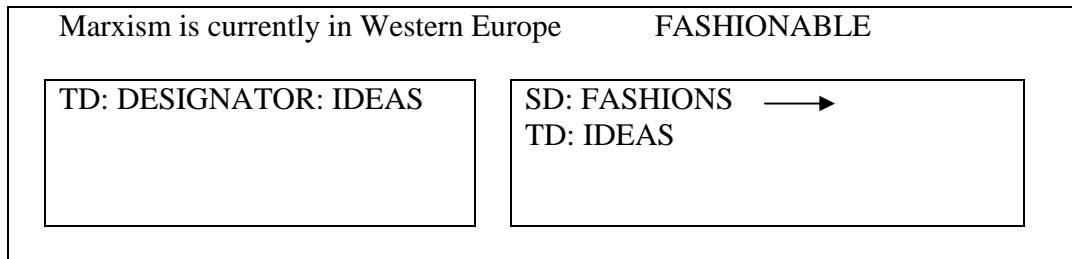 Marxism is currently in Western Europe FASHIONABLE
TD: DESIGNATOR: IDEAS
SD: FASHIONS →
TD: IDEAS